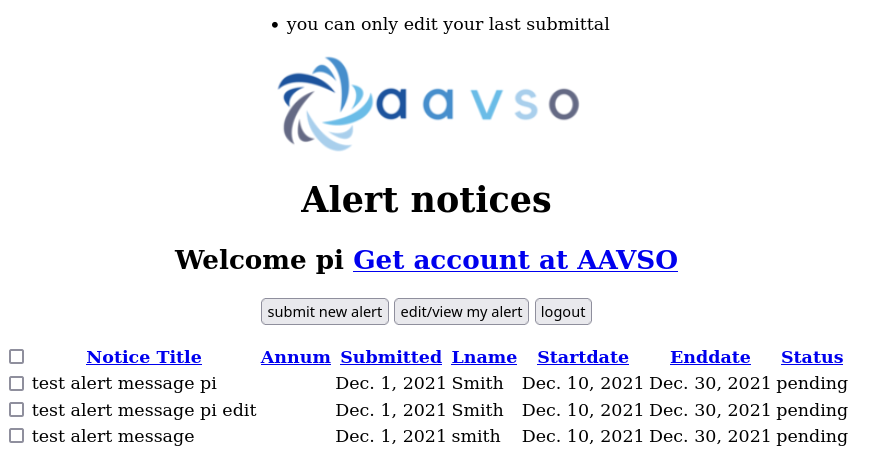 • you can only edit your last submittal
aavso
Alert notices
Welcome pi Get account at AAVSO
submit new alert edit/view my alert logout
Notice Title Annum Submitted Lname Startdate Enddate Status
test alert message pi Dec. 1, 2021 Smith Dec. 10, 2021 Dec. 30, 2021 pending
test alert message pi edit Dec. 1, 2021 Smith Dec. 10, 2021 Dec. 30, 2021 pending
test alert message Dec. 1, 2021 smith Dec. 10, 2021 Dec. 30, 2021 pending